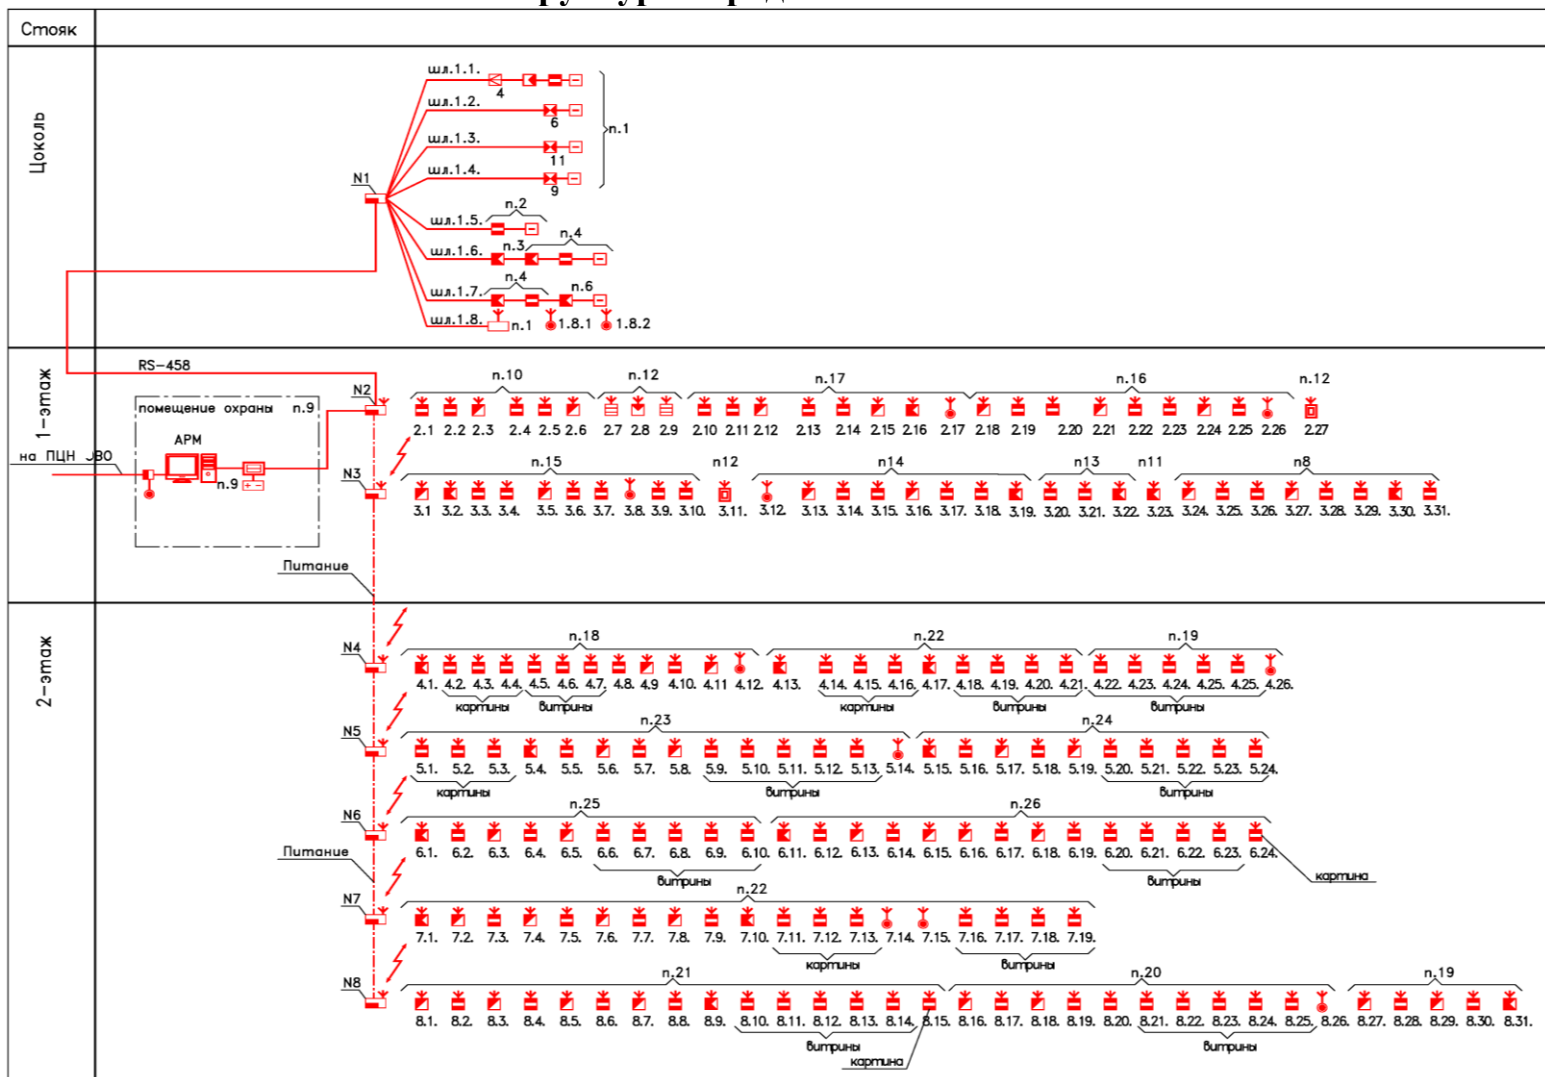 Стояк
Цоколь
шл.1.1.
4
шл.1.2.
6
шл.1.3.
11
шл.1.4.
9
п.1
N1
п.2
шл.1.5.
шл.1.6.
п.3
п.4
шл.1.7.
п.4
п.6
шл.1.8.
п.1
1.8.1
1.8.2
1-этаж
RS-458
помещение охраны п.9
АРМ
п.9
на ПЦН JBO
N2
п.10 п.12 п.17 п.16 п.12
2.1 2.2 2.3 2.4 2.5 2.6 2.7 2.8 2.9 2.10 2.11 2.12 2.13 2.14 2.15 2.16 2.17 2.18 2.19 2.20 2.21 2.22 2.23 2.24 2.25 2.26 2.27
N3
п.15 п12 п14 п13 п11 п8
3.1 3.2. 3.3. 3.4. 3.5. 3.6. 3.7. 3.8. 3.9. 3.10. 3.11. 3.12. 3.13. 3.14. 3.15. 3.16. 3.17. 3.18. 3.19. 3.20. 3.21. 3.22. 3.23. 3.24. 3.25. 3.26. 3.27. 3.28. 3.29. 3.30. 3.31.
Питание
2-этаж
N4
п.18 п.22 п.19
4.1. 4.2. 4.3. 4.4. 4.5. 4.6. 4.7. 4.8. 4.9 4.10. 4.11 4.12. 4.13. 4.14. 4.15. 4.16. 4.17. 4.18. 4.19. 4.20. 4.21. 4.22. 4.23. 4.24. 4.25. 4.25. 4.26.
картины витрины картины витрины витрины
N5
п.23 п.24
5.1. 5.2. 5.3. 5.4. 5.5. 5.6. 5.7. 5.8. 5.9. 5.10. 5.11. 5.12. 5.13. 5.14. 5.15. 5.16. 5.17. 5.18. 5.19. 5.20. 5.21. 5.22. 5.23. 5.24.
картины витрины витрины
N6
п.25 п.26
6.1. 6.2. 6.3. 6.4. 6.5. 6.6. 6.7. 6.8. 6.9. 6.10. 6.11. 6.12. 6.13. 6.14. 6.15. 6.16. 6.17. 6.18. 6.19. 6.20. 6.21. 6.22. 6.23. 6.24.
витрины витрины картина
Питание
N7
п.22
7.1. 7.2. 7.3. 7.4. 7.5. 7.6. 7.7. 7.8. 7.9. 7.10. 7.11. 7.12. 7.13. 7.14. 7.15. 7.16. 7.17. 7.18. 7.19.
картины витрины
N8
п.21 п.20 п.19
8.1. 8.2. 8.3. 8.4. 8.5. 8.6. 8.7. 8.8. 8.9. 8.10. 8.11. 8.12. 8.13. 8.14. 8.15. 8.16. 8.17. 8.18. 8.19. 8.20. 8.21. 8.22. 8.23. 8.24. 8.25. 8.26. 8.27. 8.28. 8.29. 8.30. 8.31.
витрины картина витрины